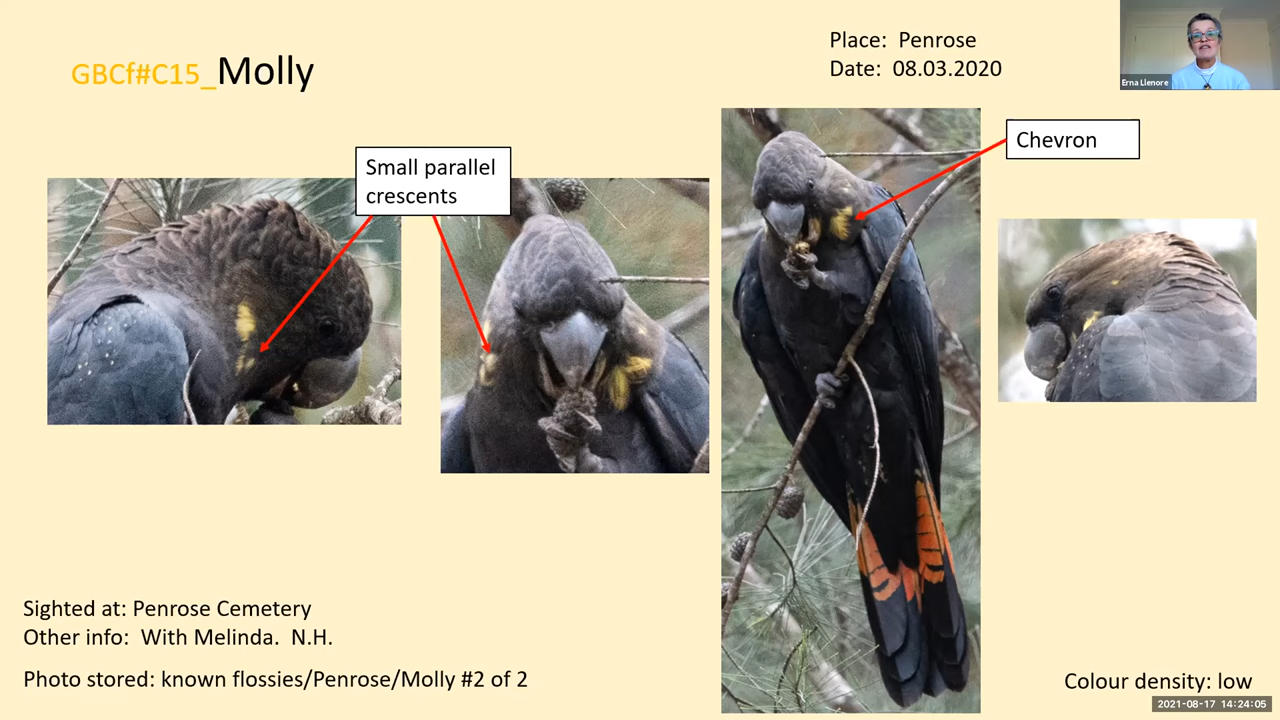 GBCf#C15_Molly
Place: Penrose
Date: 08.03.2020
Erna Llenore
Small parallel
crescents
Chevron
Sighted at: Penrose Cemetery
Other info: With Melinda. N.H.
Photo stored: known flossies/Penrose/Molly #2 of 2
Colour density: low
2021-08-17 14:24:05